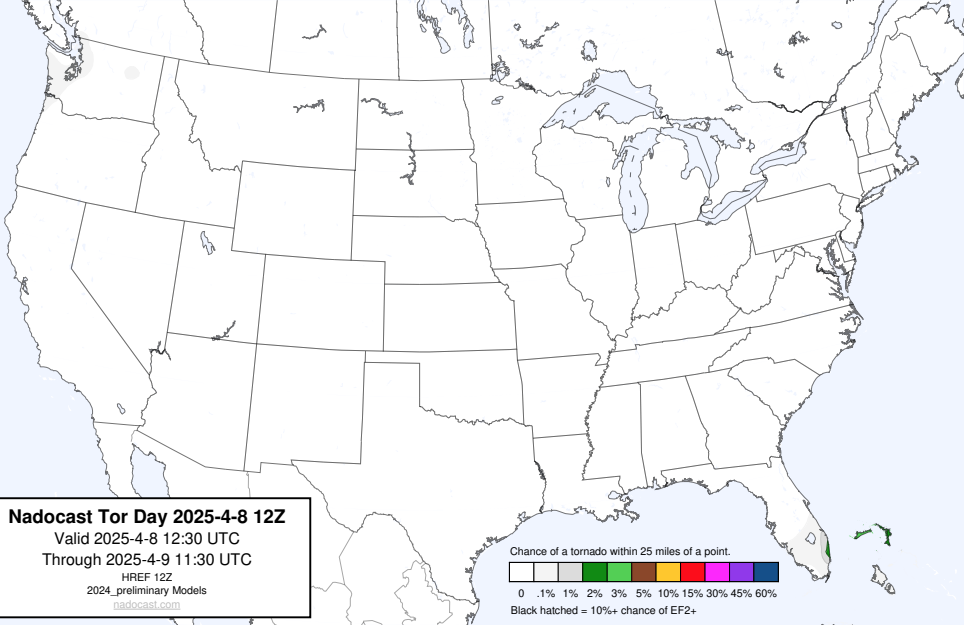 Nadocast Tor Day 2025-4-8 12Z
Valid 2025-4-8 12:30 UTC
Through 2025-4-9 11:30 UTC
HREF 12Z
2024_preliminary Models
nadocast.com
Chance of a tornado within 25 miles of a point.
0 .1% 1% 2% 3% 5% 10% 15% 30% 45% 60%
Black hatched = 10%+ chance of EF2+